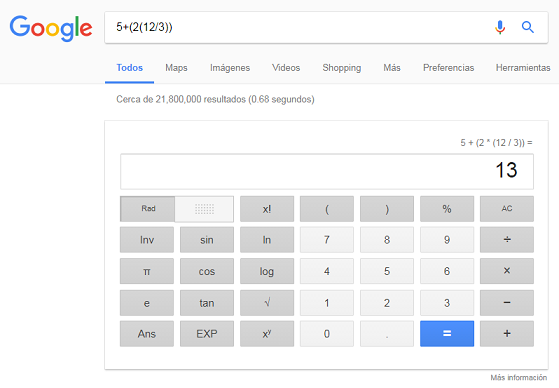 Google 5+(2(12/3))
Todos Maps Imágenes Videos Shopping Más Preferencias Herramientas
Cerca de 21,800,000 resultados (0.68 segundos)
5 + (2 * (12 / 3)) =
13
Rad x! ( ) % AC
Inv sin ln 7 8 9 ÷
π cos log 4 5 6 ×
e tan √ 1 2 3 −
Ans EXP xʸ 0 . = +
Más información